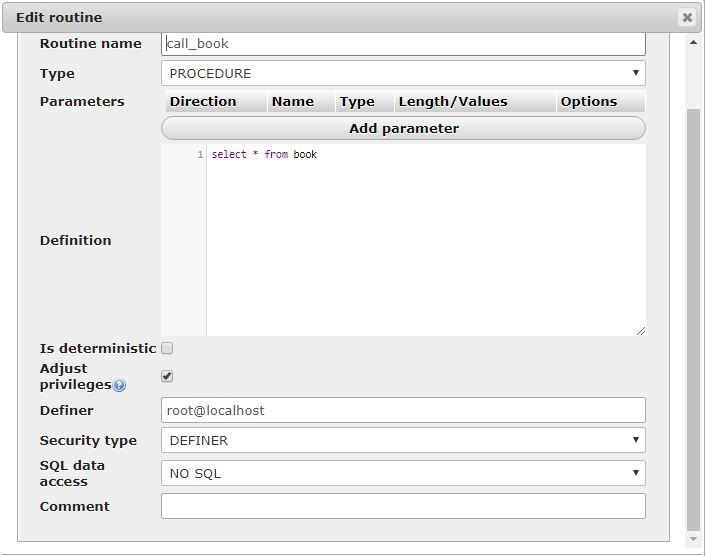 Edit routine
Routine name call_book
Type PROCEDURE
Parameters Direction Name Type Length/Values Options
Add parameter
1 select * from book
Definition
Is deterministic
Adjust
privileges
Definer root@localhost
Security type DEFINER
SQL data
access NO SQL
Comment